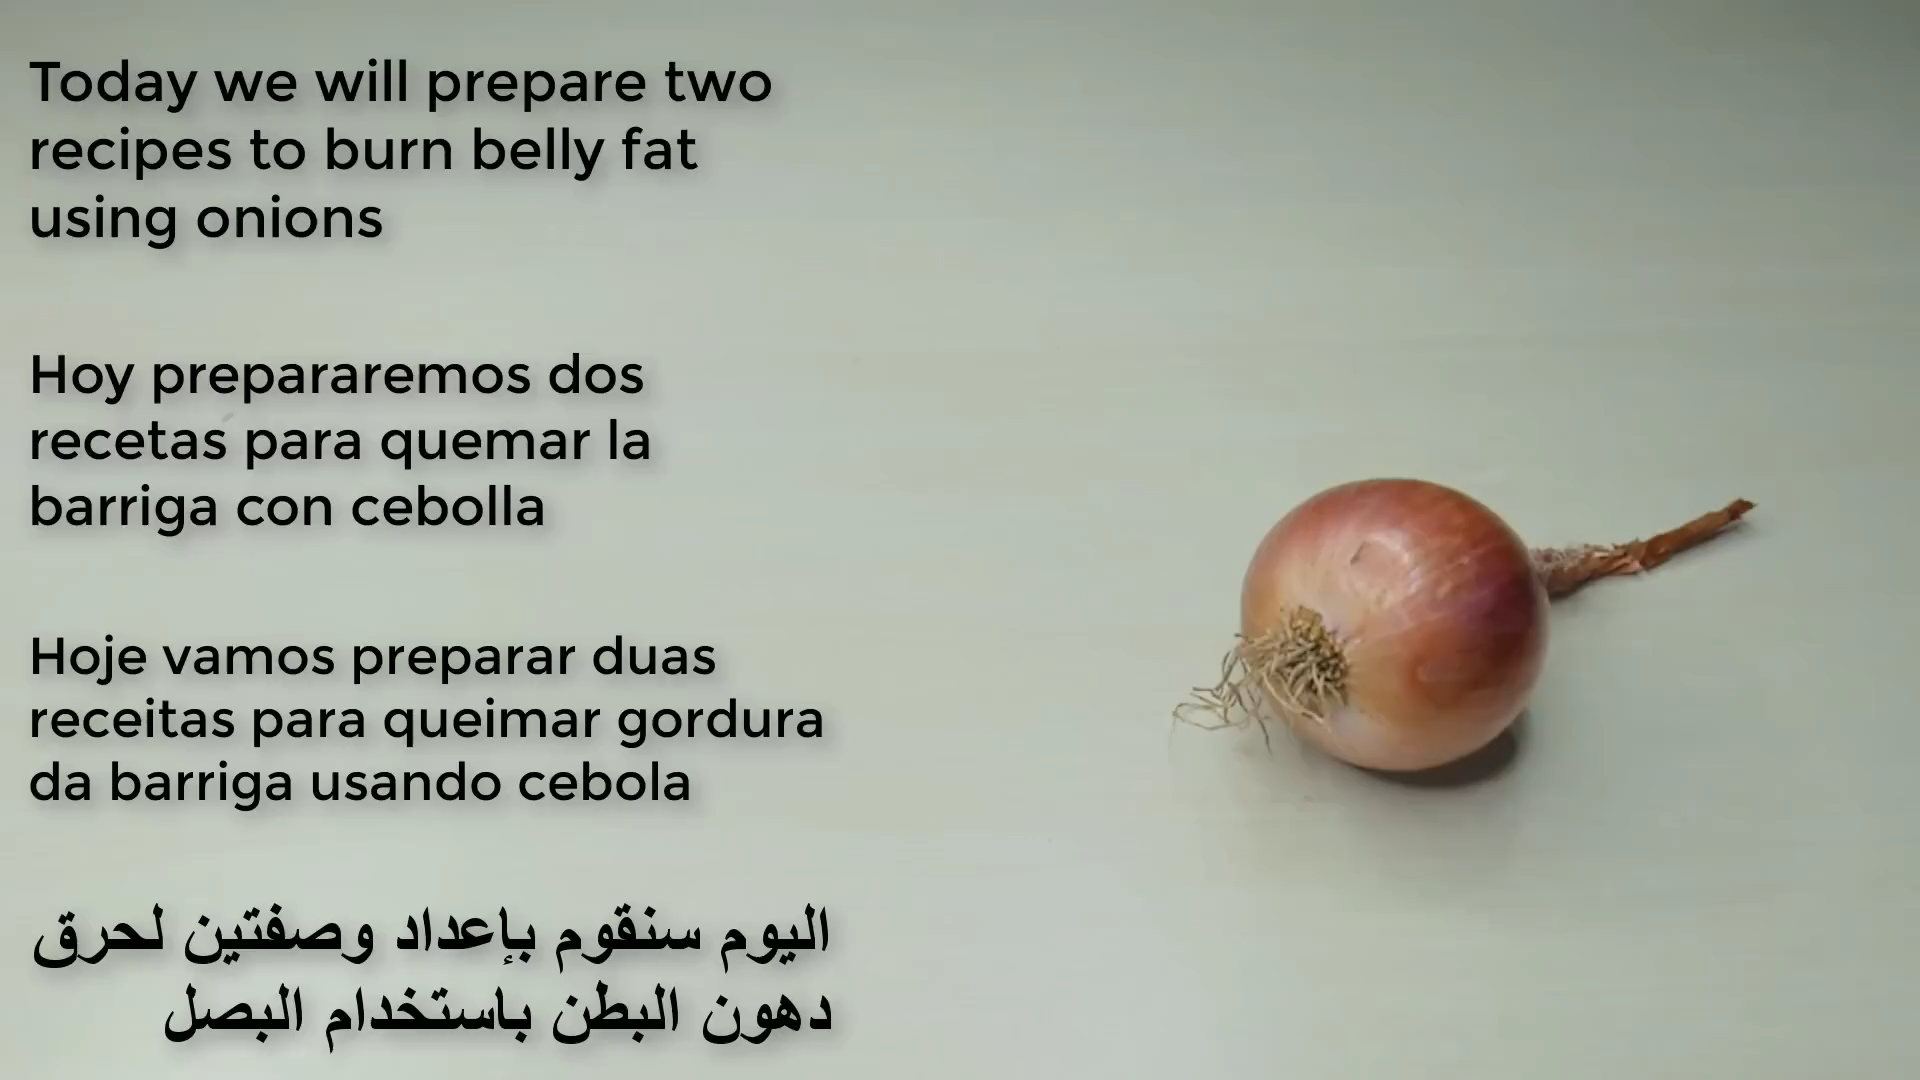 Today we will prepare two
recipes to burn belly fat
using onions
Hoy prepararemos dos
recetas para quemar la
barriga con cebolla
Hoje vamos preparar duas
receitas para queimar gordura
da barriga usando cebola
اليوم سنقوم بإعداد وصفتين لحرق
دهون البطن باستخدام البصل